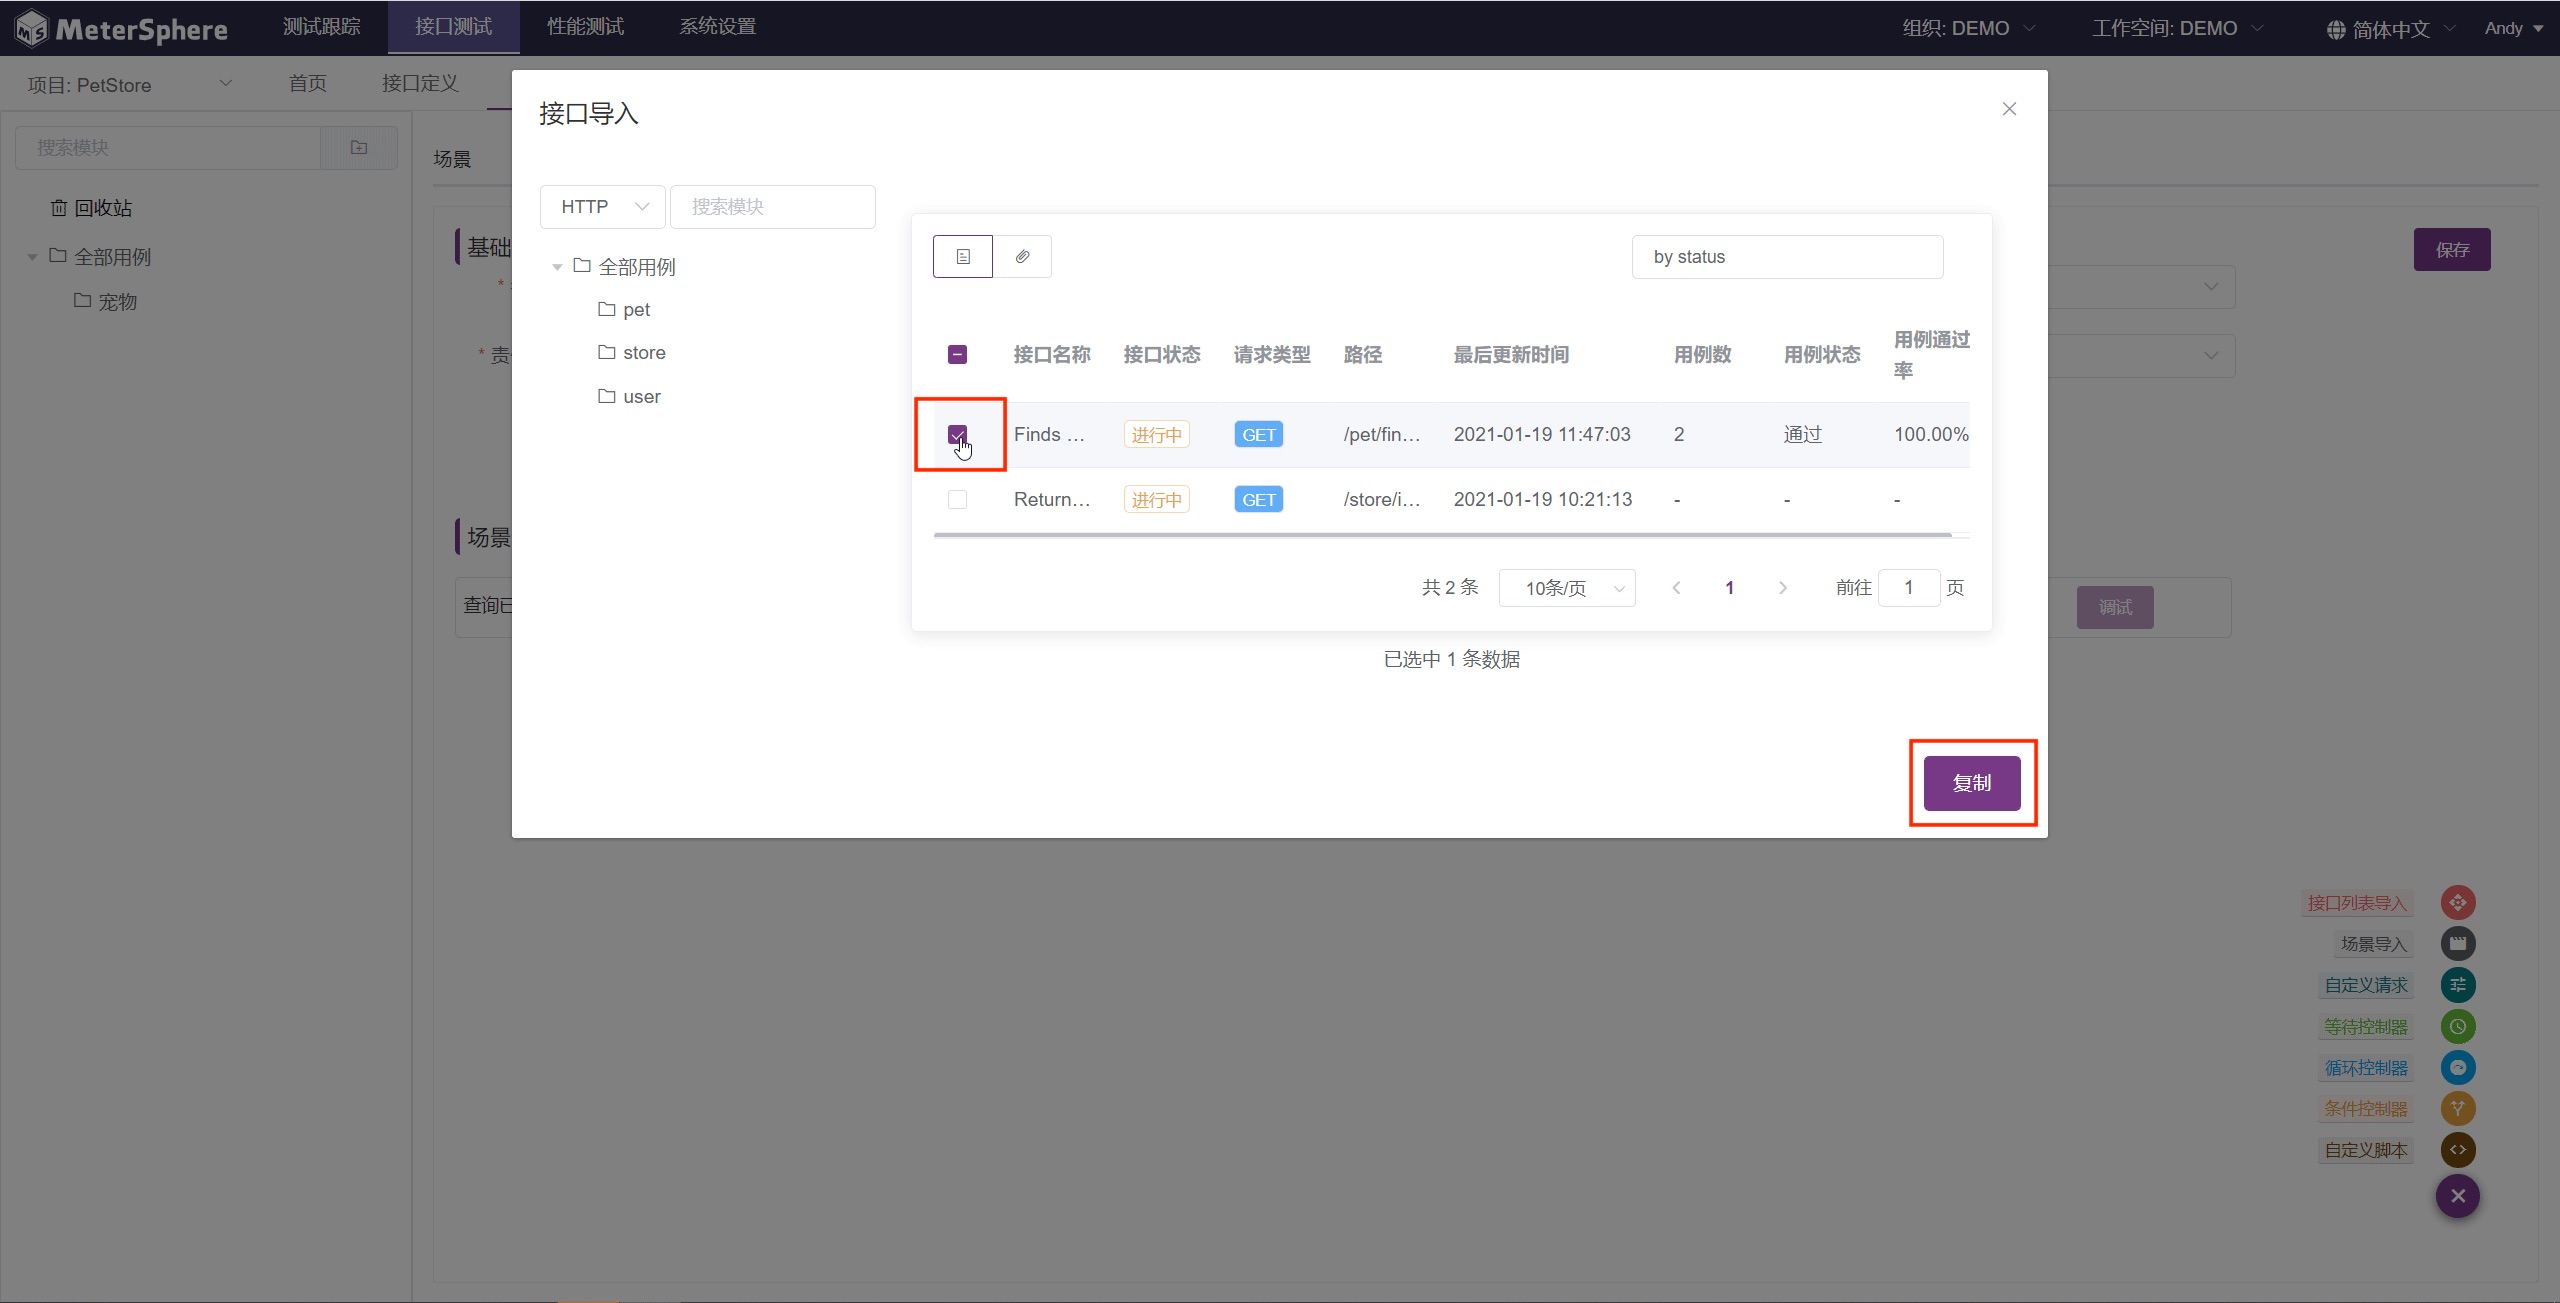 MeterSphere 测试跟踪 接口测试 性能测试 系统设置 组织: DEMO 工作空间: DEMO 简体中文 Andy
项目: PetStore 首页 接口定义
搜索模块
回收站
全部用例
宠物
场景
基础
* 责
场景
查询已
保存
调试
接口导入
HTTP 搜索模块
全部用例
pet
store
user
by status
接口名称 接口状态 请求类型 路径 最后更新时间 用例数 用例状态 用例通过率
Finds ... 进行中 GET /pet/fin... 2021-01-19 11:47:03 2 通过 100.00%
Return... 进行中 GET /store/i... 2021-01-19 10:21:13 - - -
共 2 条 10条/页 1 前往 1 页
已选中 1 条数据
复制
接口列表导入
场景导入
自定义请求
等待控制器
循环控制器
条件控制器
自定义脚本